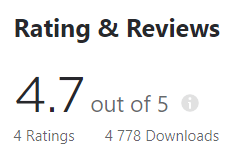 Rating & Reviews
4.7 out of 5
4 Ratings 4 778 Downloads